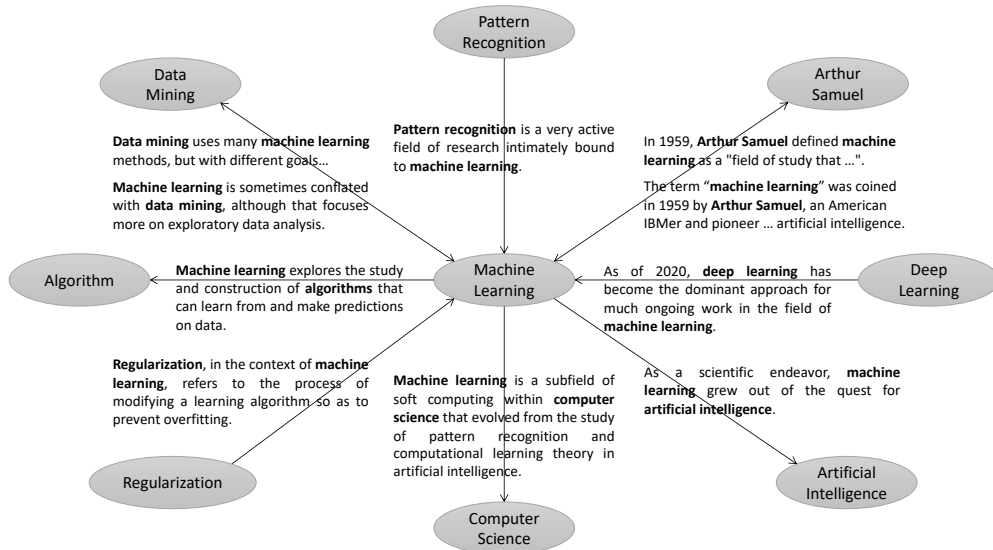 Pattern
Recognition
Data
Mining
Arthur
Samuel
Data mining uses many machine learning
methods, but with different goals…
Machine learning is sometimes conflated
with data mining, although that focuses
more on exploratory data analysis.
Pattern recognition is a very active
field of research intimately bound
to machine learning.
In 1959, Arthur Samuel defined machine
learning as a "field of study that …".
The term “machine learning” was coined
in 1959 by Arthur Samuel, an American
IBMer and pioneer … artificial intelligence.
Algorithm
Machine learning explores the study
and construction of algorithms that
can learn from and make predictions
on data.
Machine
Learning
As of 2020, deep learning has
become the dominant approach for
much ongoing work in the field of
machine learning.
Deep
Learning
Regularization, in the context of machine
learning, refers to the process of
modifying a learning algorithm so as to
prevent overfitting.
Machine learning is a subfield of
soft computing within computer
science that evolved from the study
of pattern recognition and
computational learning theory in
artificial intelligence.
As a scientific endeavor, machine
learning grew out of the quest for
artificial intelligence.
Regularization
Computer
Science
Artificial
Intelligence